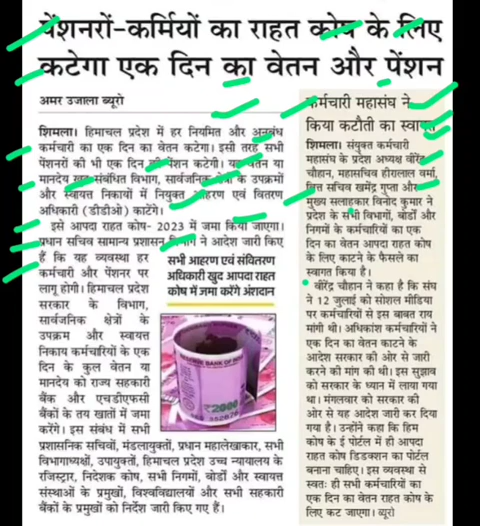 पेंशनरों-कर्मियों का राहत कोष के लिए
कटेगा एक दिन का वेतन और पेंशन
अमर उजाला ब्यूरो
शिमला। हिमाचल प्रदेश में हर नियमित और अनुबंध
कर्मचारी का एक दिन का वेतन कटेगा। इसी तरह सभी
पेंशनरों की भी एक दिन की पेंशन कटेगी। यह वेतन या
मानदेय संबंधित विभाग, सार्वजनिक क्षेत्रों के उपक्रमों
और स्वायत्त निकायों में नियुक्त आहरण एवं वितरण
अधिकारी (डीडीओ) काटेंगे।
इसे आपदा राहत कोष- 2023 में जमा किया जाएगा।
प्रधान सचिव सामान्य प्रशासन विभाग ने आदेश जारी किए
हैं कि यह व्यवस्था हर
कर्मचारी और पेंशनर पर
लागू होगी। हिमाचल प्रदेश
सरकार के विभाग,
सार्वजनिक क्षेत्रों के
उपक्रम और स्वायत्त
निकाय कर्मचारियों के एक
दिन के कुल वेतन या
मानदेय को राज्य सहकारी
बैंक और एचडीएफसी
बैंकों के तय खातों में जमा
करेंगे। इस संबंध में सभी
प्रशासनिक सचिवों, मंडलायुक्तों, प्रधान महालेखाकार, सभी
विभागाध्यक्षों, उपायुक्तों, हिमाचल प्रदेश उच्च न्यायालय के
रजिस्ट्रार, निदेशक कोष, सभी निगमों, बोर्डों और स्वायत्त
संस्थाओं के प्रमुखों, विश्वविद्यालयों और सभी सहकारी
बैंकों के प्रमुखों को निर्देश जारी किए गए हैं।
सभी आहरण एवं संवितरण
अधिकारी खुद आपदा राहत
कोष में जमा करेंगे अंशदान
₹2000
कर्मचारी महासंघ ने
किया कटौती का स्वागत
शिमला। संयुक्त कर्मचारी
महासंघ के प्रदेश अध्यक्ष वीरेंद्र
चौहान, महासचिव हीरालाल वर्मा,
वित्त सचिव खमेंद्र गुप्ता और
मुख्य सलाहकार विनोद कुमार ने
प्रदेश के सभी विभागों, बोर्डों और
निगमों के कर्मचारियों का एक
दिन का वेतन आपदा राहत कोष
के लिए काटने के फैसले का
स्वागत किया है।
वीरेंद्र चौहान ने कहा है कि संघ
ने 12 जुलाई को सोशल मीडिया
पर कर्मचारियों से इस बाबत राय
मांगी थी। अधिकांश कर्मचारियों ने
एक दिन का वेतन काटने के
आदेश सरकार की ओर से जारी
करने की मांग की थी। इस सुझाव
को सरकार के ध्यान में लाया गया
था। मंगलवार को सरकार की
ओर से यह आदेश जारी कर दिया
गया है। उन्होंने कहा कि हिम
कोष के ई पोर्टल में ही आपदा
राहत कोष डिडक्शन का पोर्टल
बनाना चाहिए। इस व्यवस्था से
स्वतः ही सभी कर्मचारियों का
एक दिन का वेतन राहत कोष के
लिए कट जाएगा। ब्यूरो